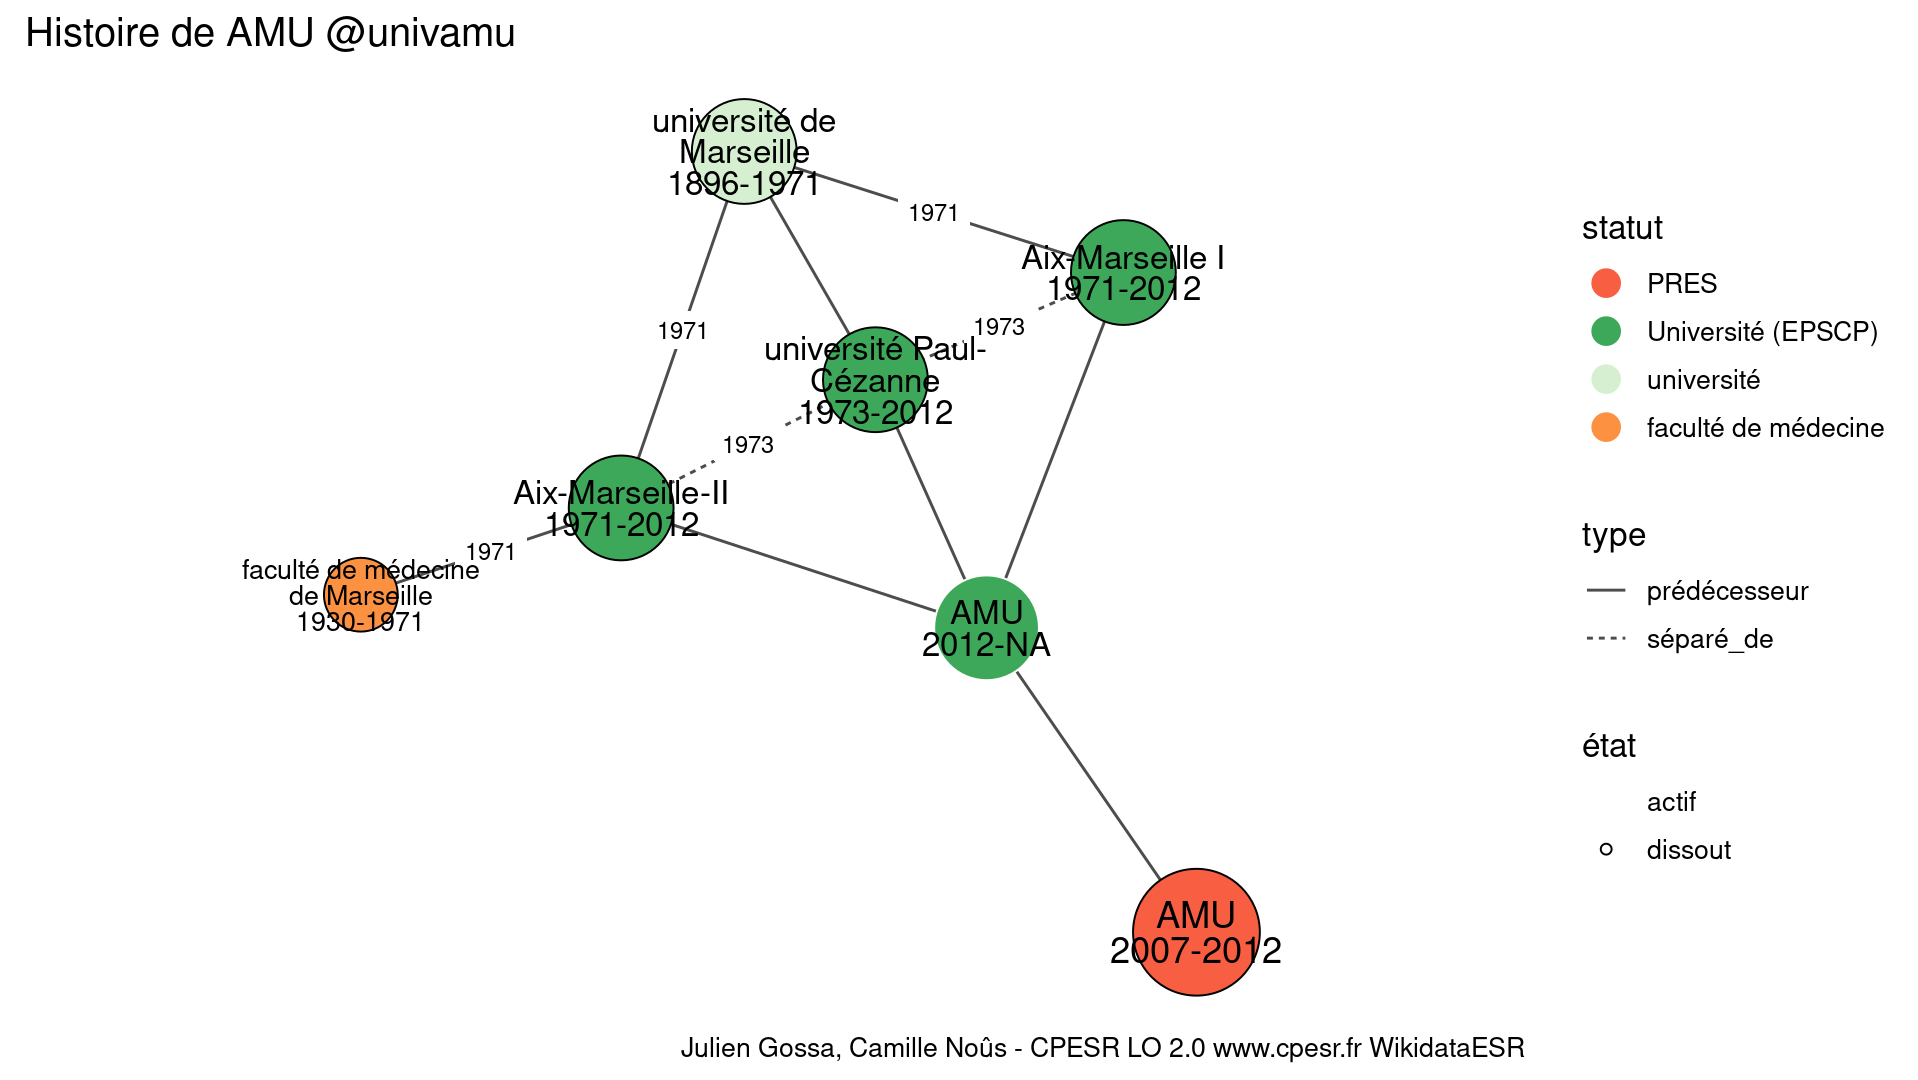 Histoire de AMU @univamu
université de
Marseille
1896-1971
1971
Aix-Marseille I
1971-2012
1971
1973
université Paul-
Cézanne
1973-2012
1973
Aix-Marseille-II
1971-2012
1971
faculté de médecine
de Marseille
1930-1971
AMU
2012-NA
AMU
2007-2012
statut
PRES
Université (EPSCP)
université
faculté de médecine
type
prédécesseur
séparé_de
état
actif
dissout
Julien Gossa, Camille Noûs - CPESR LO 2.0 www.cpesr.fr WikidataESR